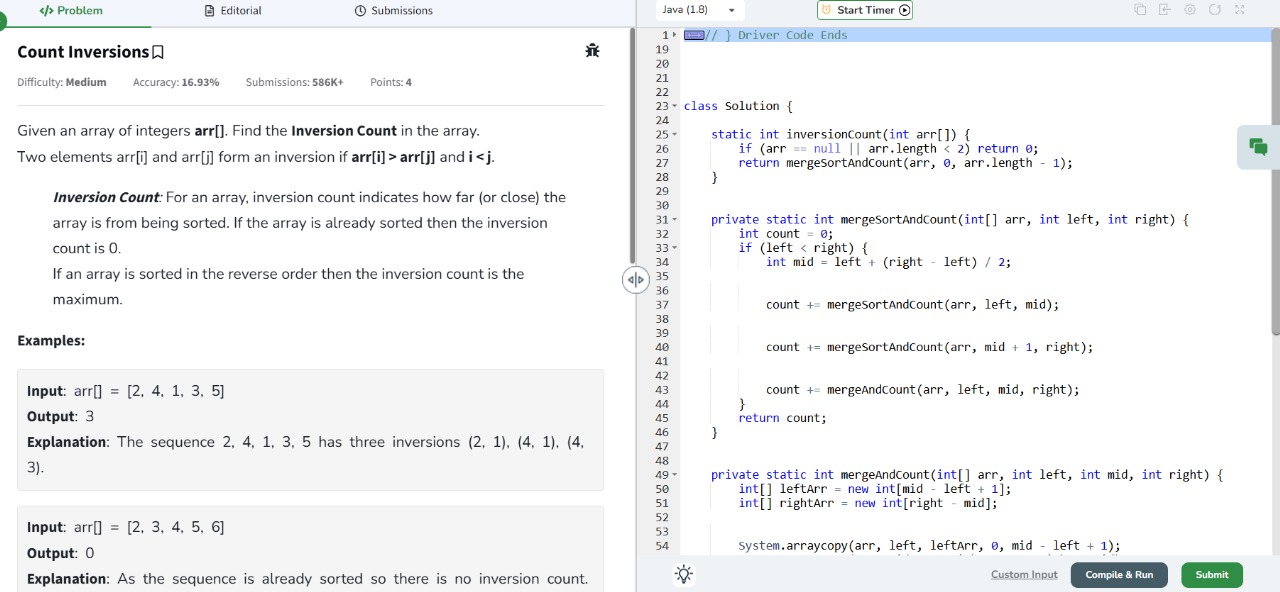 Problem
Editorial
Submissions
Count Inversions
Difficulty: Medium Accuracy: 16.93% Submissions: 586K+ Points: 4
Given an array of integers arr[]. Find the Inversion Count in the array.
Two elements arr[i] and arr[j] form an inversion if arr[i] > arr[j] and i < j.
Inversion Count: For an array, inversion count indicates how far (or close) the
array is from being sorted. If the array is already sorted then the inversion
count is 0.
If an array is sorted in the reverse order then the inversion count is the
maximum.
Examples:
Input: arr[] = [2, 4, 1, 3, 5]
Output: 3
Explanation: The sequence 2, 4, 1, 3, 5 has three inversions (2, 1), (4, 1), (4,
3).
Input: arr[] = [2, 3, 4, 5, 6]
Output: 0
Explanation: As the sequence is already sorted so there is no inversion count.
Java (1.8)
Start Timer
1 // } Driver Code Ends
19
20
21
22
23 class Solution {
24
25 static int inversionCount(int arr[]) {
26 if (arr == null || arr.length < 2) return 0;
27 return mergeSortAndCount(arr, 0, arr.length - 1);
28 }
29
30
31 private static int mergeSortAndCount(int[] arr, int left, int right) {
32 int count = 0;
33 if (left < right) {
34 int mid = left + (right - left) / 2;
35
36
37 count += mergeSortAndCount(arr, left, mid);
38
39
40 count += mergeSortAndCount(arr, mid + 1, right);
41
42
43 count += mergeAndCount(arr, left, mid, right);
44 }
45 return count;
46 }
47
48
49 private static int mergeAndCount(int[] arr, int left, int mid, int right) {
50 int[] leftArr = new int[mid - left + 1];
51 int[] rightArr = new int[right - mid];
52
53
54 System.arraycopy(arr, left, leftArr, 0, mid - left + 1);
Custom Input
Compile & Run
Submit